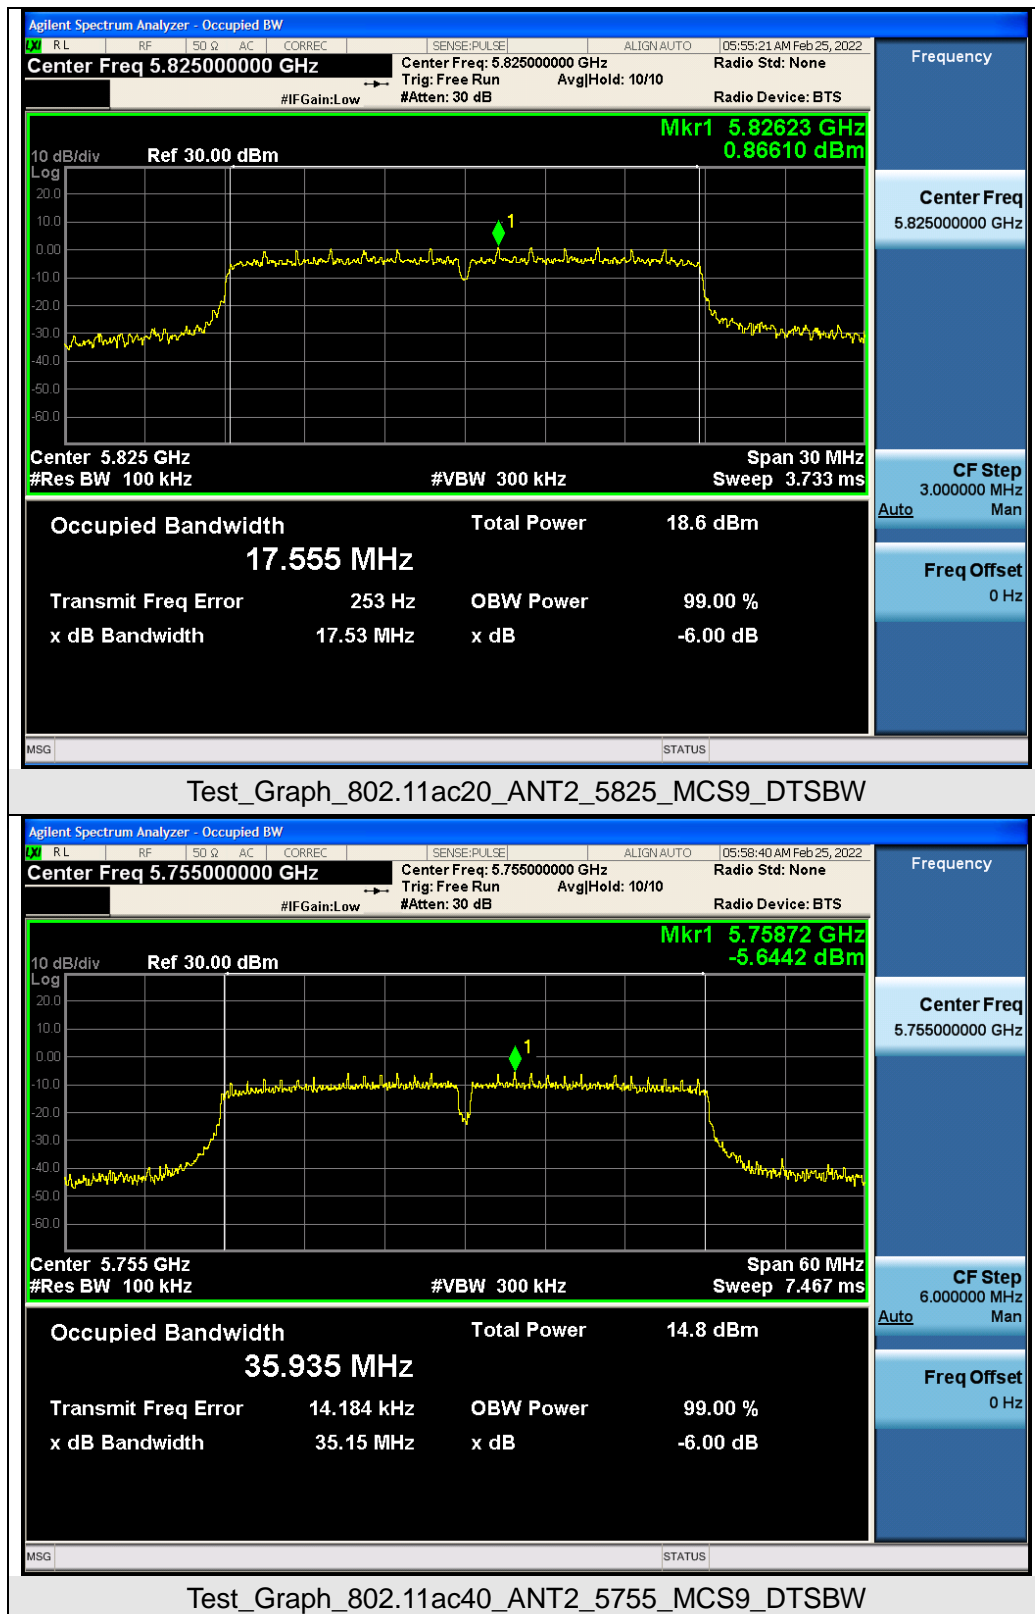 Agilent Spectrum Analyzer - Occupied BW
LXI RL RF 50 Ω AC CORREC SENSE:PULSE ALIGN AUTO 05:55:21 AM Feb 25, 2022
Center Freq 5.825000000 GHz Center Freq: 5.825000000 GHz Radio Std: None
Trig: Free Run Avg|Hold: 10/10
#IFGain:Low #Atten: 30 dB Radio Device: BTS
Frequency
Mkr1 5.82623 GHz
0.86610 dBm
10 dB/div Ref 30.00 dBm
Log
20.0
10.0
0.00
-10.0
-20.0
-30.0
-40.0
-50.0
-60.0
1
Center 5.825 GHz Span 30 MHz
#Res BW 100 kHz #VBW 300 kHz Sweep 3.733 ms
Center Freq
5.825000000 GHz
CF Step
3.000000 MHz
Auto Man
Freq Offset
0 Hz
Occupied Bandwidth Total Power 18.6 dBm
17.555 MHz
Transmit Freq Error 253 Hz OBW Power 99.00 %
x dB Bandwidth 17.53 MHz x dB -6.00 dB
MSG STATUS
Test_Graph_802.11ac20_ANT2_5825_MCS9_DTSBW
Agilent Spectrum Analyzer - Occupied BW
LXI RL RF 50 Ω AC CORREC SENSE:PULSE ALIGN AUTO 05:58:40 AM Feb 25, 2022
Center Freq 5.755000000 GHz Center Freq: 5.755000000 GHz Radio Std: None
Trig: Free Run Avg|Hold: 10/10
#IFGain:Low #Atten: 30 dB Radio Device: BTS
Frequency
Mkr1 5.75872 GHz
-5.6442 dBm
10 dB/div Ref 30.00 dBm
Log
20.0
10.0
0.00
-10.0
-20.0
-30.0
-40.0
-50.0
-60.0
1
Center 5.755 GHz Span 60 MHz
#Res BW 100 kHz #VBW 300 kHz Sweep 7.467 ms
Center Freq
5.755000000 GHz
CF Step
6.000000 MHz
Auto Man
Freq Offset
0 Hz
Occupied Bandwidth Total Power 14.8 dBm
35.935 MHz
Transmit Freq Error 14.184 kHz OBW Power 99.00 %
x dB Bandwidth 35.15 MHz x dB -6.00 dB
MSG STATUS
Test_Graph_802.11ac40_ANT2_5755_MCS9_DTSBW